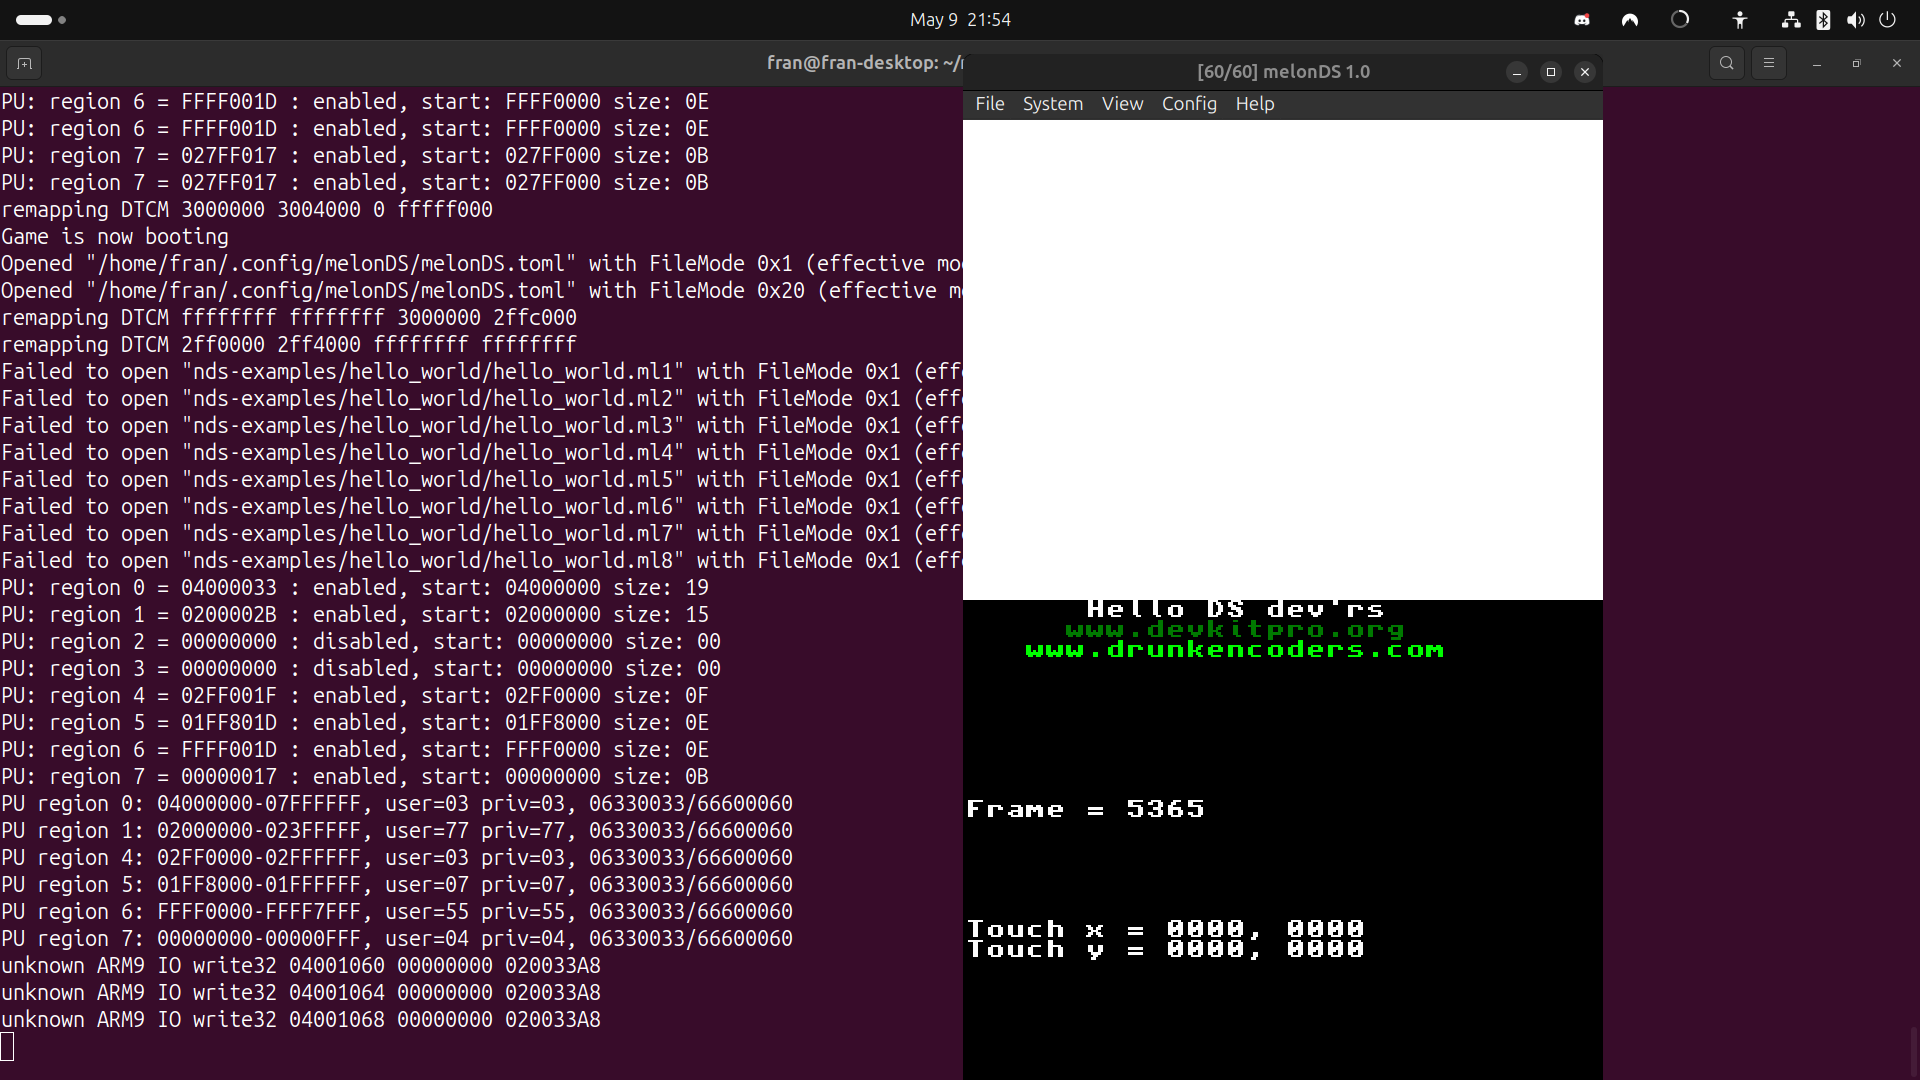 May 9 21:54
fran@fran-desktop: ~/
PU: region 6 = FFFF001D : enabled, start: FFFF0000 size: 0E
PU: region 6 = FFFF001D : enabled, start: FFFF0000 size: 0E
PU: region 7 = 027FF017 : enabled, start: 027FF000 size: 0B
PU: region 7 = 027FF017 : enabled, start: 027FF000 size: 0B
remapping DTCM 3000000 3004000 0 fffff000
Game is now booting
Opened "/home/fran/.config/melonDS/melonDS.toml" with FileMode 0x1 (effective mo
Opened "/home/fran/.config/melonDS/melonDS.toml" with FileMode 0x20 (effective m
remapping DTCM ffffffff ffffffff 3000000 2ffc000
remapping DTCM 2ff0000 2ff4000 ffffffff ffffffff
Failed to open "nds-examples/hello_world/hello_world.ml1" with FileMode 0x1 (eff
Failed to open "nds-examples/hello_world/hello_world.ml2" with FileMode 0x1 (eff
Failed to open "nds-examples/hello_world/hello_world.ml3" with FileMode 0x1 (eff
Failed to open "nds-examples/hello_world/hello_world.ml4" with FileMode 0x1 (eff
Failed to open "nds-examples/hello_world/hello_world.ml5" with FileMode 0x1 (eff
Failed to open "nds-examples/hello_world/hello_world.ml6" with FileMode 0x1 (eff
Failed to open "nds-examples/hello_world/hello_world.ml7" with FileMode 0x1 (eff
Failed to open "nds-examples/hello_world/hello_world.ml8" with FileMode 0x1 (eff
PU: region 0 = 04000033 : enabled, start: 04000000 size: 19
PU: region 1 = 0200002B : enabled, start: 02000000 size: 15
PU: region 2 = 00000000 : disabled, start: 00000000 size: 00
PU: region 3 = 00000000 : disabled, start: 00000000 size: 00
PU: region 4 = 02FF001F : enabled, start: 02FF0000 size: 0F
PU: region 5 = 01FF801D : enabled, start: 01FF8000 size: 0E
PU: region 6 = FFFF001D : enabled, start: FFFF0000 size: 0E
PU: region 7 = 00000017 : enabled, start: 00000000 size: 0B
PU region 0: 04000000-07FFFFFF, user=03 priv=03, 06330033/66600060
PU region 1: 02000000-023FFFFF, user=77 priv=77, 06330033/66600060
PU region 4: 02FF0000-02FFFFFF, user=03 priv=03, 06330033/66600060
PU region 5: 01FF8000-01FFFFFF, user=07 priv=07, 06330033/66600060
PU region 6: FFFF0000-FFFF7FFF, user=55 priv=55, 06330033/66600060
PU region 7: 00000000-00000FFF, user=04 priv=04, 06330033/66600060
unknown ARM9 IO write32 04001060 00000000 020033A8
unknown ARM9 IO write32 04001064 00000000 020033A8
unknown ARM9 IO write32 04001068 00000000 020033A8
[60/60] melonDS 1.0
File System View Config Help
Hello DS dev'rs
www.devkitpro.org
www.drunkencoders.com
Frame = 5365
Touch x = 0000, 0000
Touch y = 0000, 0000